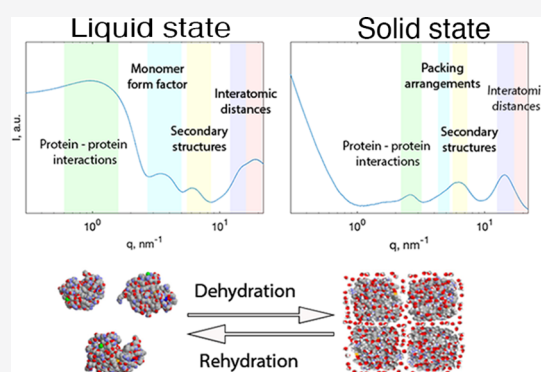 Liquid state
Monomer
form factor
Interatomic
distances
Protein - protein
interactions
Secondary
structures
I, a.u.
10⁰
10¹
q, nm⁻¹
Solid state
Packing
arrangements
Interatomic
distances
Protein - protein
interactions
Secondary
structures
10⁰
10¹
q, nm⁻¹
Dehydration
Rehydration